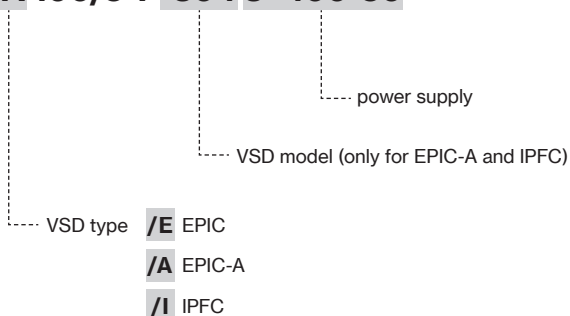 power supply
VSD model (only for EPIC-A and IPFC)
VSD type /E EPIC
/A EPIC-A
/I IPFC